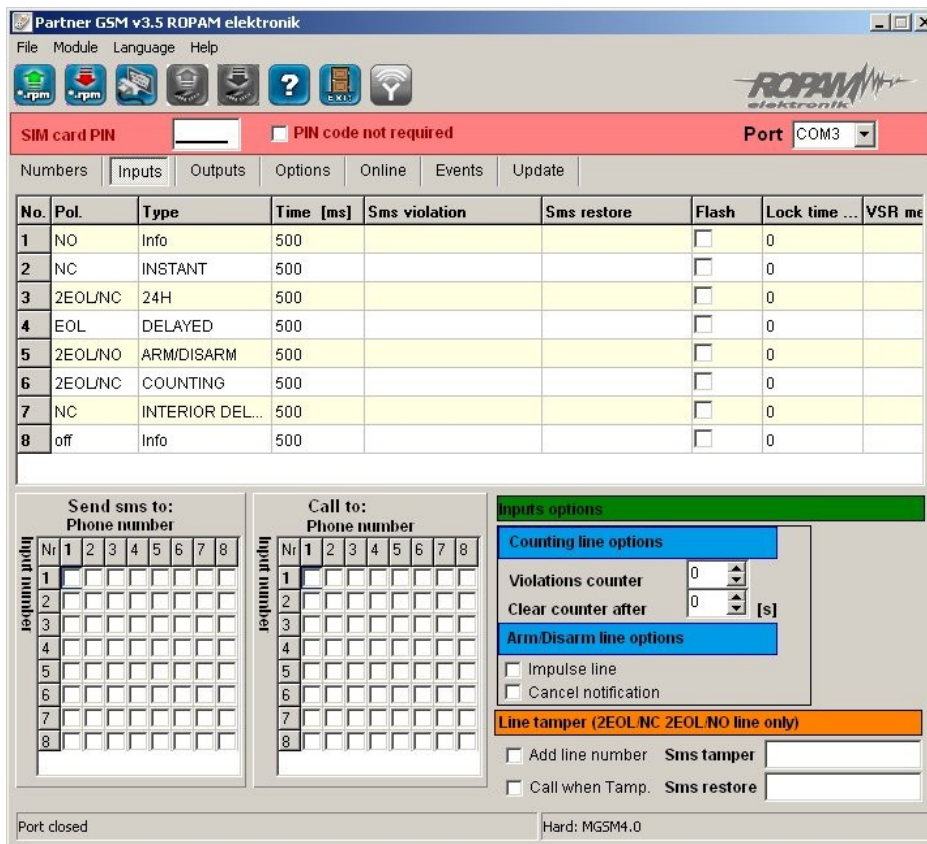 Partner GSM v3.5 ROPAM elektronik
File Module Language Help
*.rpm *.rpm ? EXIT ROPAM elektronik
SIM card PIN PIN code not required Port COM3
Numbers Inputs Outputs Options Online Events Update
No. Pol. Type Time [ms] Sms violation Sms restore Flash Lock time ... VSR me
1 NO Info 500 0
2 NC INSTANT 500 0
3 2EOL/NC 24H 500 0
4 EOL DELAYED 500 0
5 2EOL/NO ARM/DISARM 500 0
6 2EOL/NC COUNTING 500 0
7 NC INTERIOR DEL... 500 0
8 off Info 500 0
Send sms to:
Phone number
Input number
Nr 1 2 3 4 5 6 7 8
1
2
3
4
5
6
7
8
Call to:
Phone number
Input number
Nr 1 2 3 4 5 6 7 8
1
2
3
4
5
6
7
8
Inputs options
Counting line options
Violations counter 0
Clear counter after 0 [s]
Arm/Disarm line options
Impulse line
Cancel notification
Line tamper (2EOL/NC 2EOL/NO line only)
Add line number Sms tamper
Call when Tamp. Sms restore
Port closed Hard: MGSM4.0